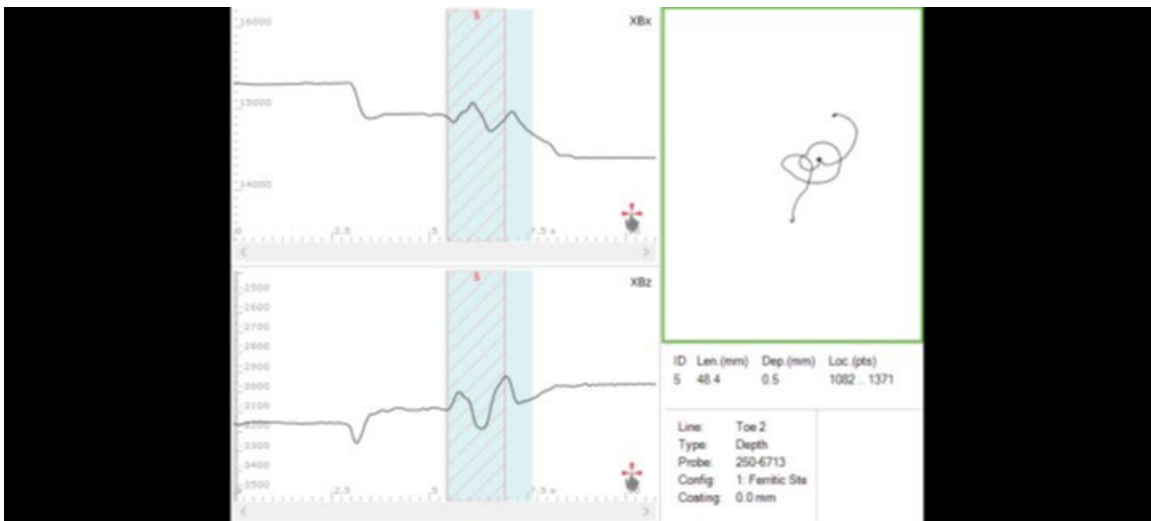 5
XBx
16000
15000
14000
0 2.5 5 7.5 s
5
XBz
-2500
-2600
-2700
-2800
-2900
-3000
-3100
-3200
-3300
-3400
-3500
2.5 5 7.5 s
ID Len.(mm) Dep.(mm) Loc.(pts)
5 48.4 0.5 1082 .. 1371
Line: Toe 2
Type: Depth
Probe: 250-6713
Config: 1: Ferritic Ste
Coating: 0.0 mm